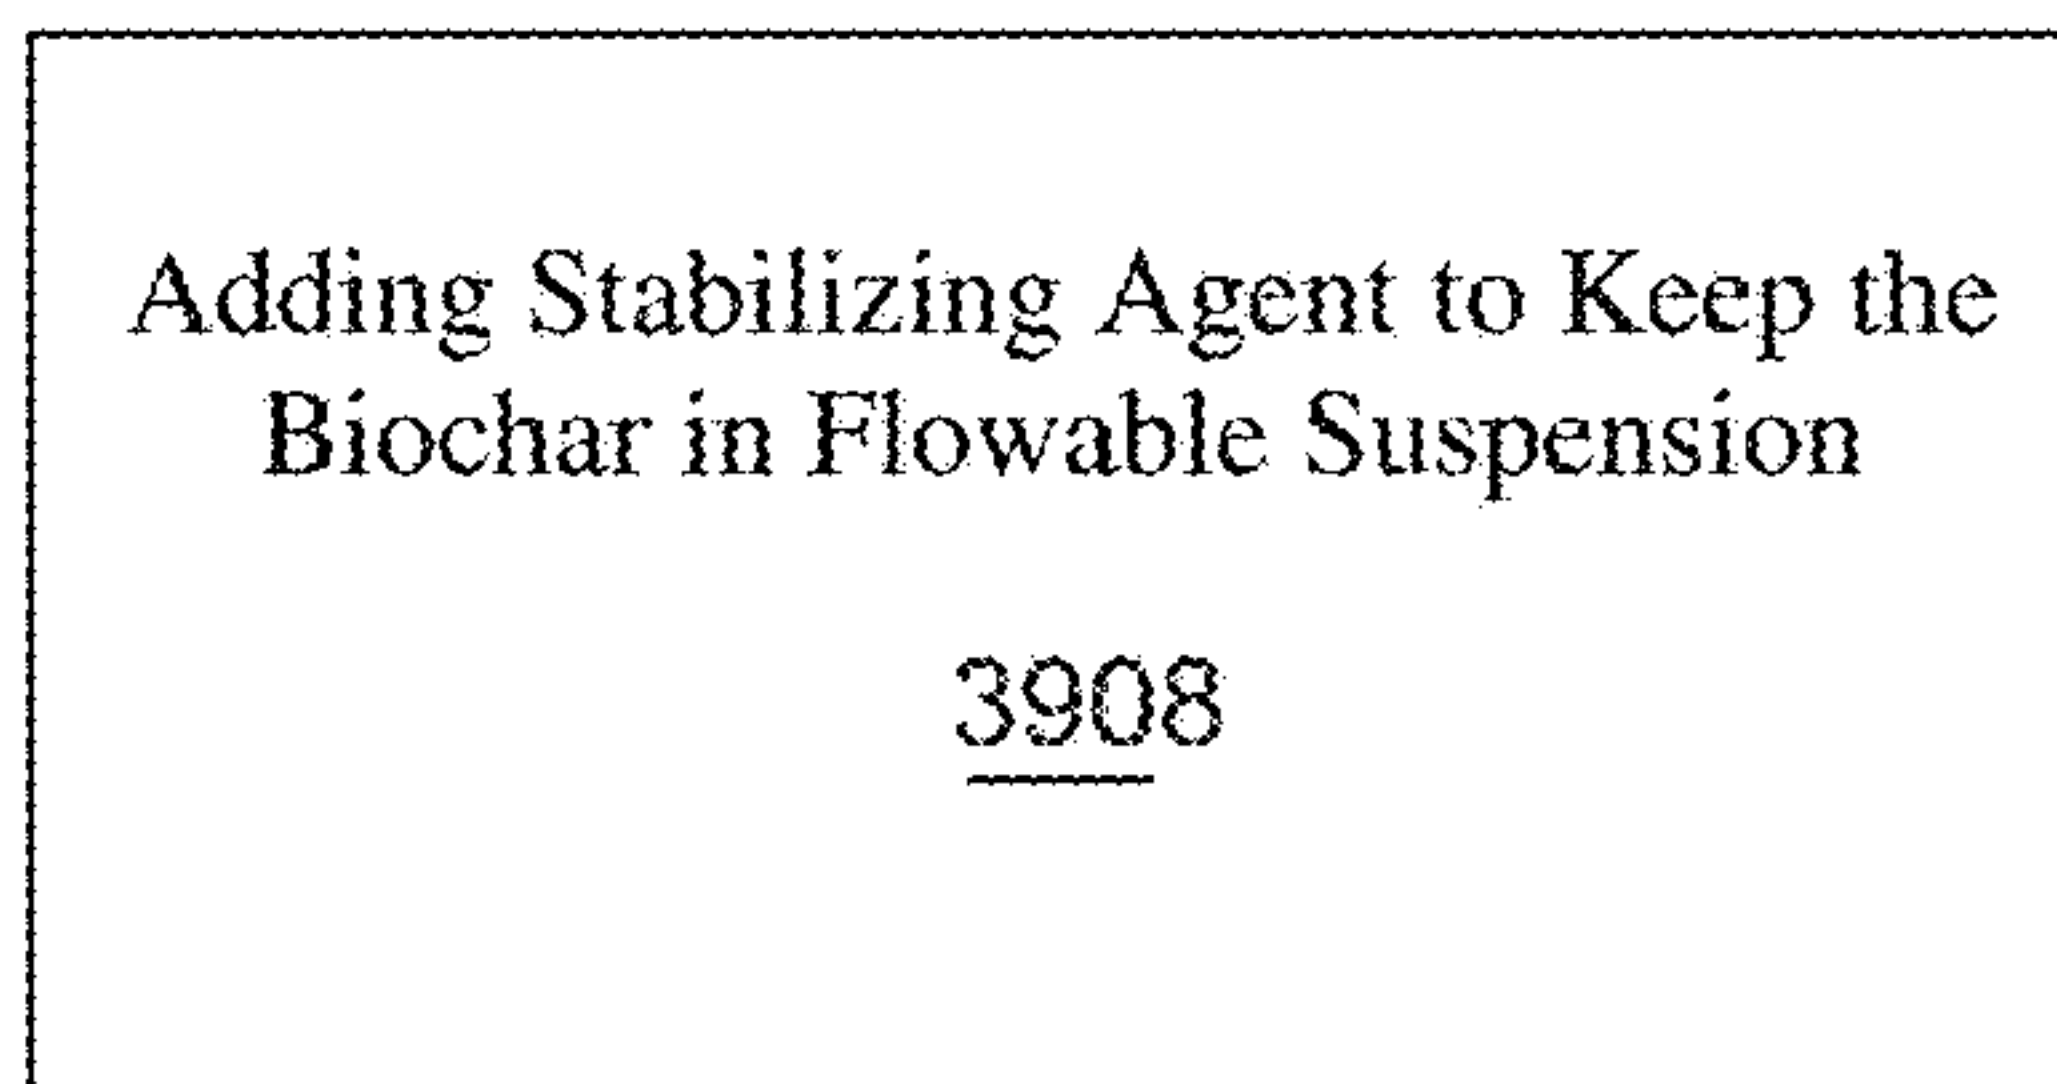 Adding Stabilizing Agent to Keep the
Biochar in Flowable Suspension
3908